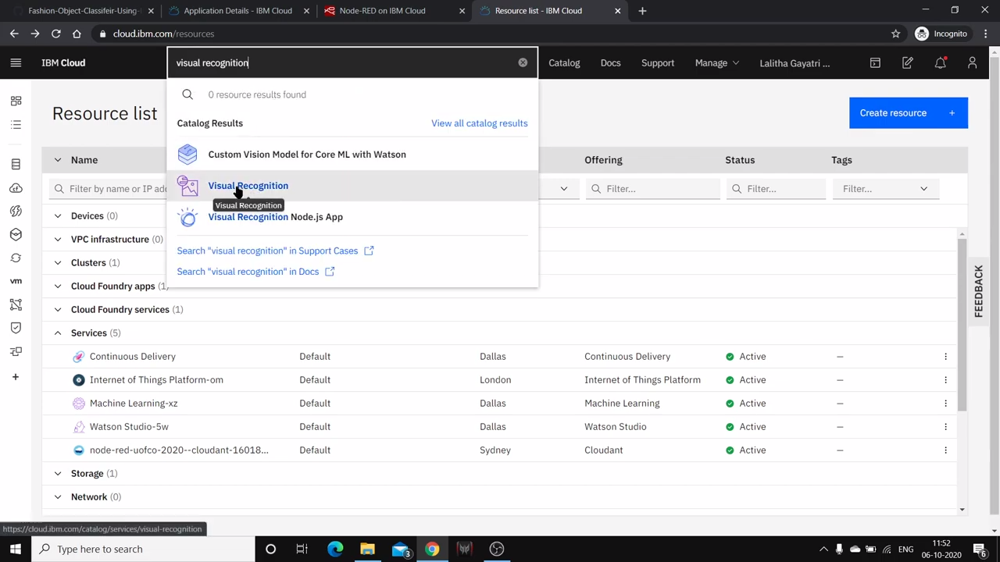 Fashion-Object-Classifeir-Using-
Application Details - IBM Cloud
Node-RED on IBM Cloud
Resource list - IBM Cloud
cloud.ibm.com/resources
Incognito
IBM Cloud
visual recognition
Catalog
Docs
Support
Manage
Lalitha Gayatri ...
0 resource results found
Resource list
Create resource +
Catalog Results
View all catalog results
Custom Vision Model for Core ML with Watson
Name
Offering
Status
Tags
Visual Recognition
Filter by name or IP add
Filter...
Filter...
Filter...
Visual Recognition
Devices (0)
Visual Recognition Node.js App
VPC infrastructure (0)
Search "visual recognition" in Support Cases
Clusters (1)
Search "visual recognition" in Docs
vm
Cloud Foundry apps (1)
Cloud Foundry services (1)
FEEDBACK
Services (5)
Continuous Delivery Default Dallas Continuous Delivery Active —
Internet of Things Platform-om Default London Internet of Things Platform Active —
Machine Learning-xz Default Dallas Machine Learning Active —
Watson Studio-5w Default Dallas Watson Studio Active —
node-red-uofco-2020--cloudant-16018... Default Sydney Cloudant Active —
Storage (1)
Network (0)
https://cloud.ibm.com/catalog/services/visual-recognition
Type here to search
3
ENG
11:52
06-10-2020
6